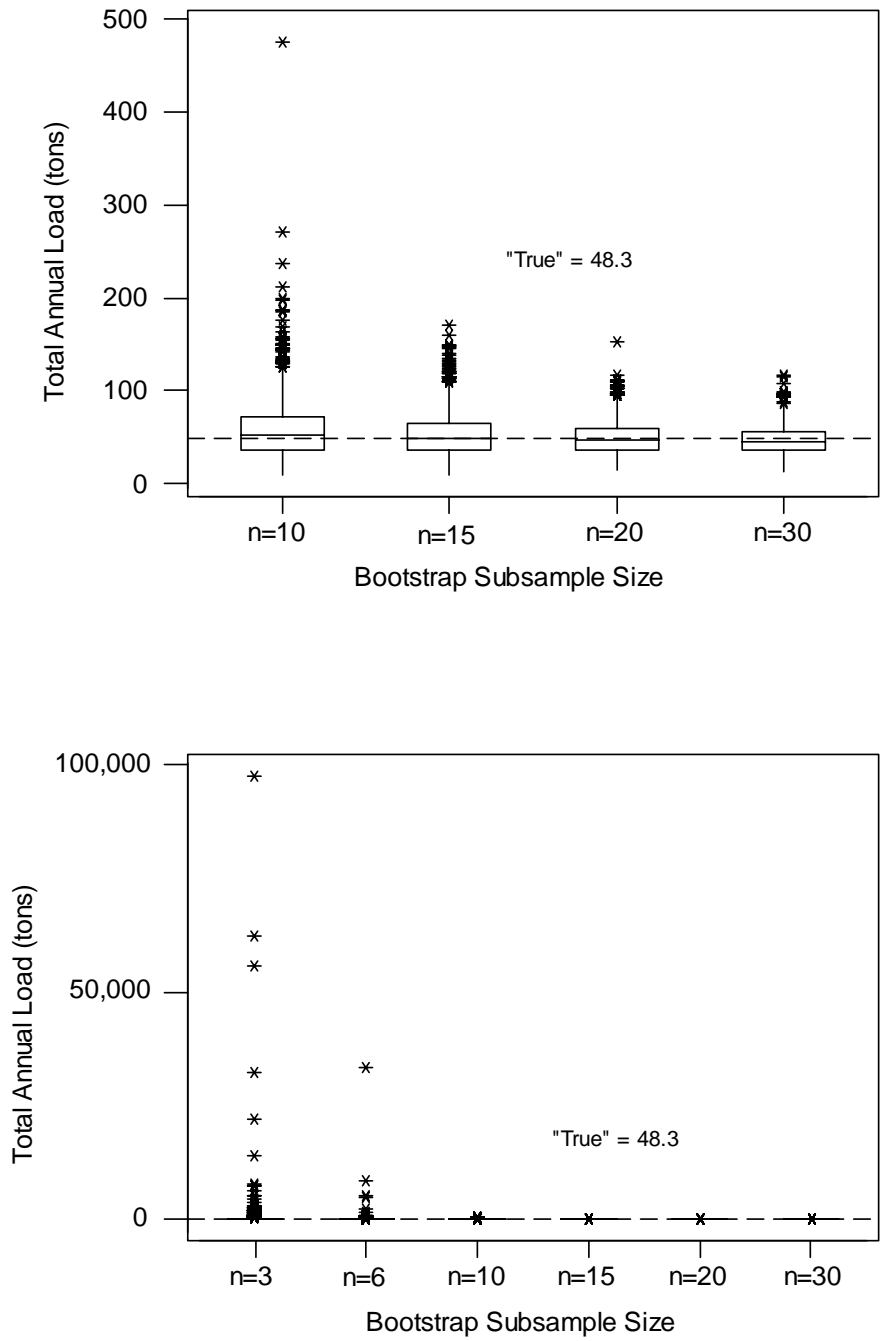 500
400
300
200
100
0
Total Annual Load (tons)
"True" = 48.3
n=10 n=15 n=20 n=30
Bootstrap Subsample Size
100,000
50,000
0
Total Annual Load (tons)
"True" = 48.3
n=3 n=6 n=10 n=15 n=20 n=30
Bootstrap Subsample Size